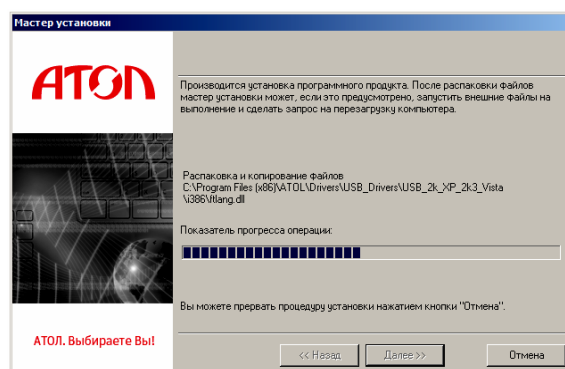 Мастер установки
АТОЛ
Производится установка программного продукта. После распаковки файлов
мастер установки может, если это предусмотрено, запустить внешние файлы на
выполнение и сделать запрос на перезагрузку компьютера.
Распаковка и копирование файлов
C:\Program Files (x86)\ATOL\Drivers\USB_Drivers\USB_2k_XP_2k3_Vista
\i386\ftlang.dll
Показатель прогресса операции:
Вы можете прервать процедуру установки нажатием кнопки "Отмена".
АТОЛ. Выбираете Вы!
<< Назад
Далее >>
Отмена